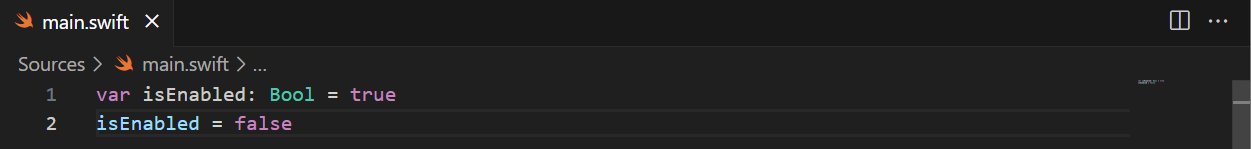 main.swift
Sources > main.swift > ...
1 var isEnabled: Bool = true
2 isEnabled = false